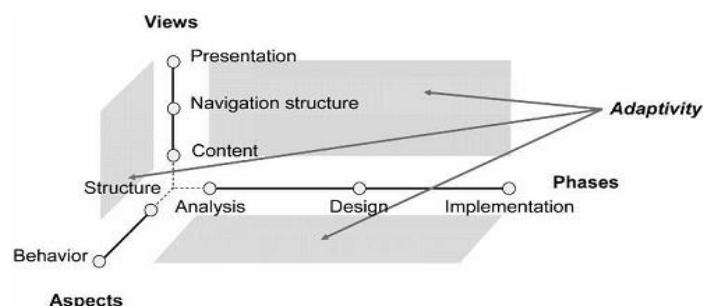 Views
Presentation
Adaptivity
Navigation structure
Content
Structure
Phases
Analysis
Design
Implementation
Behavior
Aspects